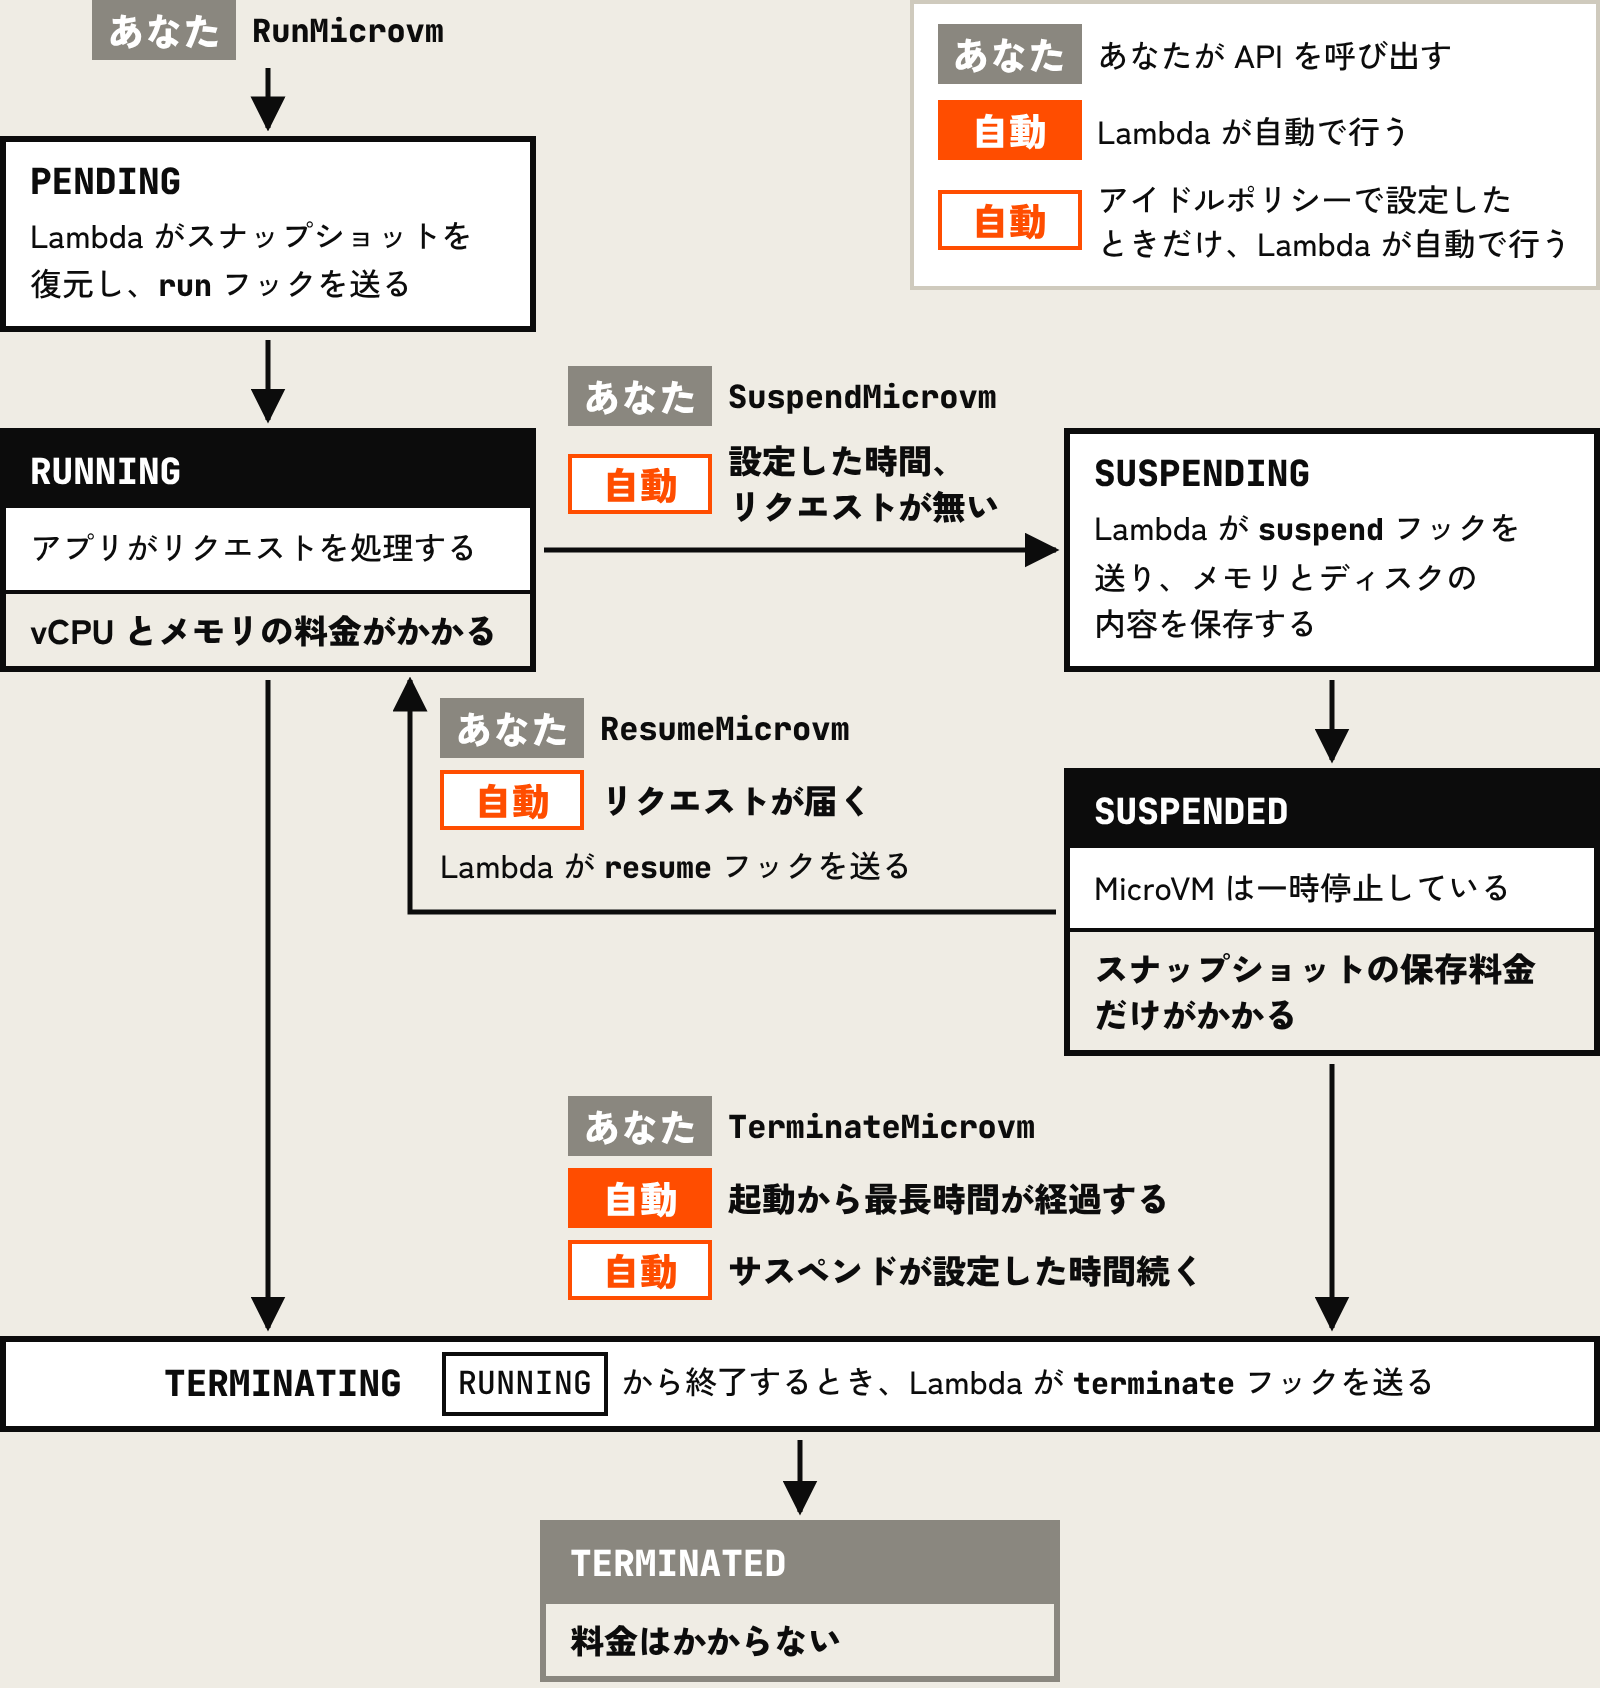 あなた RunMicrovm
あなた あなたが API を呼び出す
自動 Lambda が自動で行う
自動 アイドルポリシーで設定した
ときだけ、Lambda が自動で行う
PENDING
Lambda がスナップショットを
復元し、run フックを送る
RUNNING
アプリがリクエストを処理する
vCPU とメモリの料金がかかる
あなた SuspendMicrovm
自動 設定した時間、
リクエストが無い
SUSPENDING
Lambda が suspend フックを
送り、メモリとディスクの
内容を保存する
あなた ResumeMicrovm
自動 リクエストが届く
Lambda が resume フックを送る
SUSPENDED
MicroVM は一時停止している
スナップショットの保存料金
だけがかかる
あなた TerminateMicrovm
自動 起動から最長時間が経過する
自動 サスペンドが設定した時間続く
TERMINATING RUNNING から終了するとき、Lambda が terminate フックを送る
TERMINATED
料金はかからない